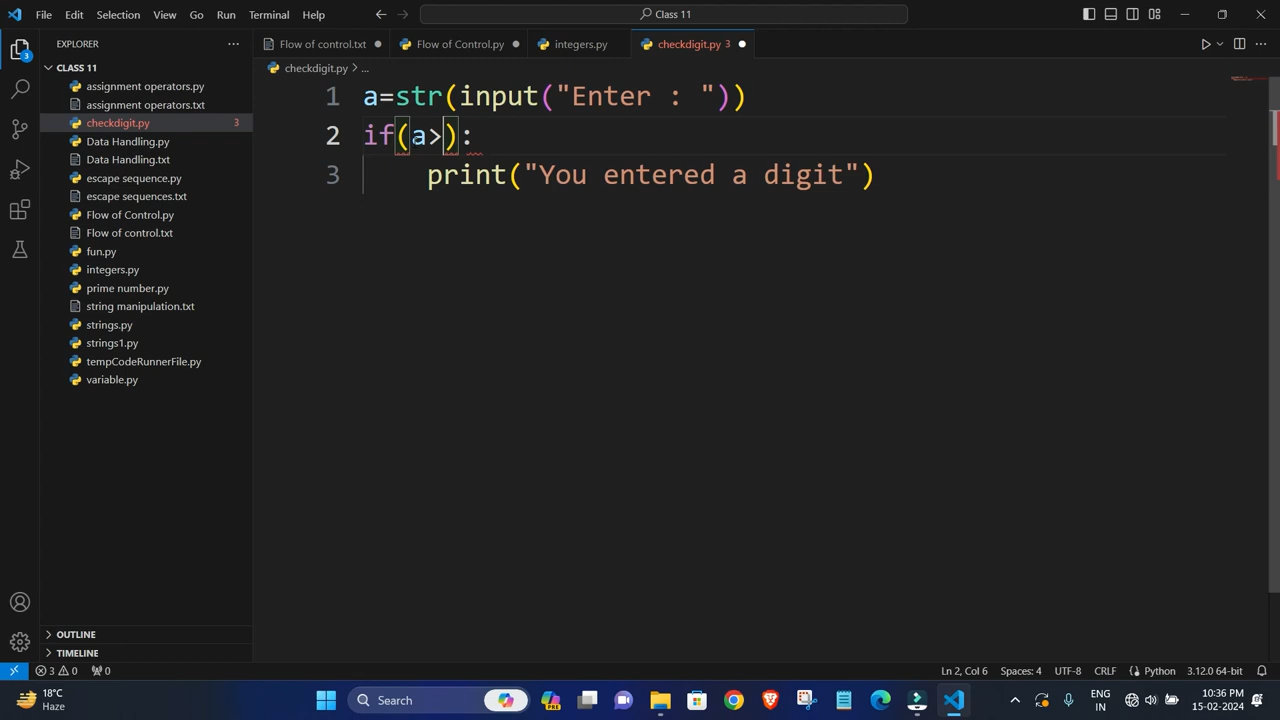 File Edit Selection View Go Run Terminal Help
Class 11
EXPLORER
Flow of control.txt
Flow of Control.py
integers.py
checkdigit.py 3
CLASS 11
checkdigit.py > ...
assignment operators.py
assignment operators.txt
checkdigit.py 3
Data Handling.py
Data Handling.txt
escape sequence.py
escape sequences.txt
Flow of Control.py
Flow of control.txt
fun.py
integers.py
prime number.py
string manipulation.txt
strings.py
strings1.py
tempCodeRunnerFile.py
variable.py
1 a=str(input("Enter : "))
2 if(a>):
3 print("You entered a digit")
3
OUTLINE
TIMELINE
3 0 0
Ln 2, Col 6 Spaces: 4 UTF-8 CRLF Python 3.12.0 64-bit
18°C
Haze
Search
PRE
ENG
IN
10:36 PM
15-02-2024